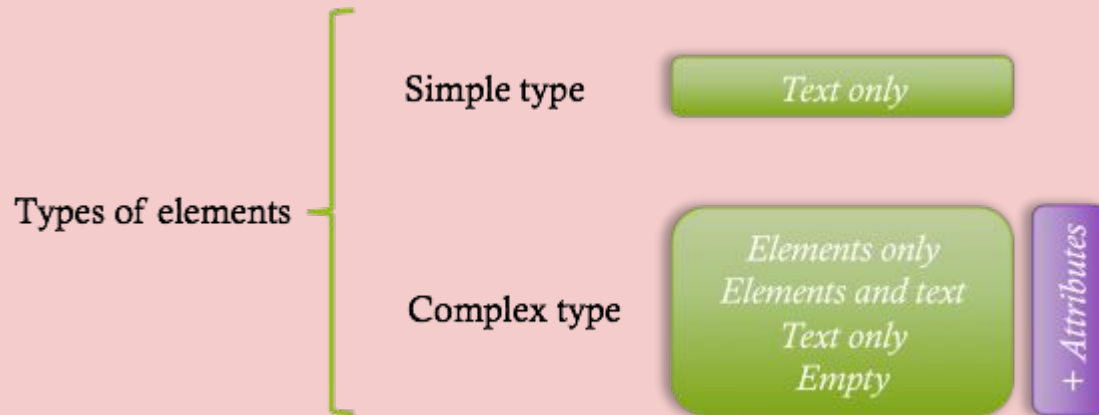 Types of elements
Simple type
Text only
Complex type
Elements only
Elements and text
Text only
Empty
+ Attributes